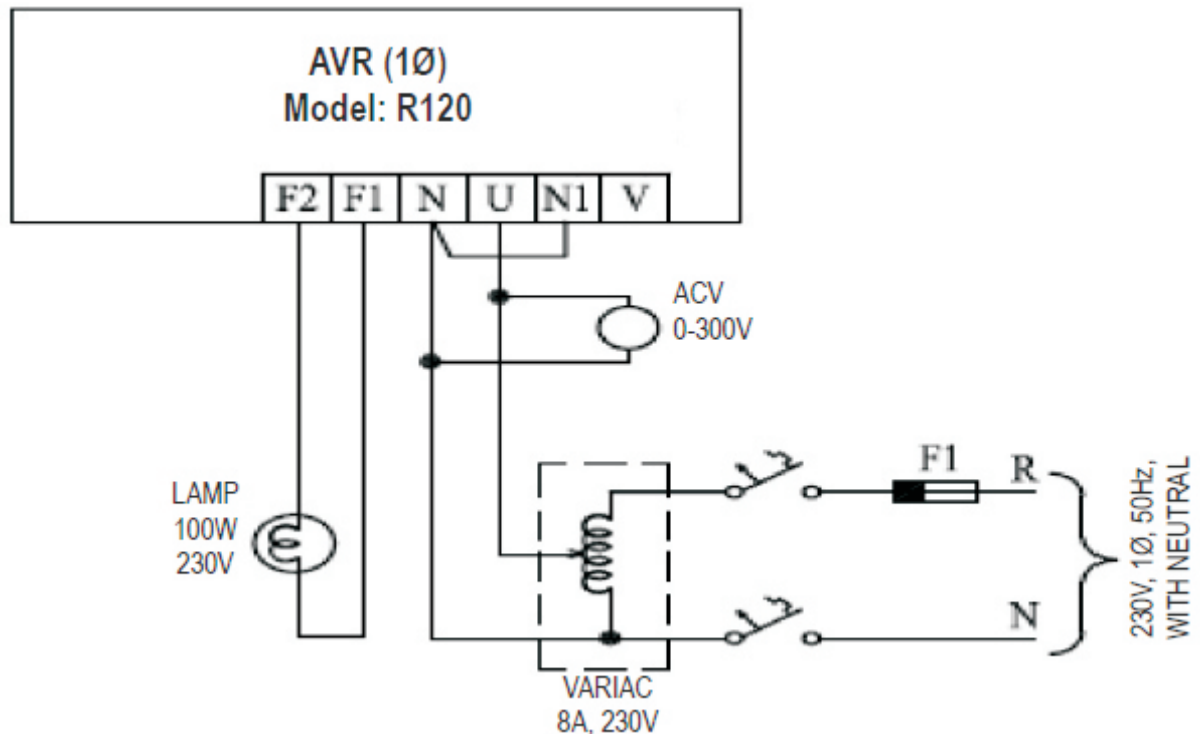 AVR (1Ø)
Model: R120
F2 F1 N U N1 V
ACV
0-300V
LAMP
100W
230V
F1
R
N
230V, 1Ø, 50Hz,
WITH NEUTRAL
VARIAC
8A, 230V